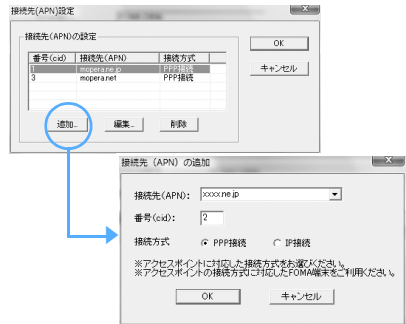 接続先(APN)設定
接続先(APN)の設定
番号(cid) 接続先(APN) 接続方式
1 mopera.ne.jp PPP接続
3 mopera.net PPP接続
追加... 編集... 削除
OK
キャンセル
接続先（APN）の追加
接続先(APN): xxxx.ne.jp
番号(cid): 2
接続方式 PPP接続 IP接続
※アクセスポイントに対応した接続方式をお選びください。
※アクセスポイントの接続方式に対応したFOMA端末をご利用ください。
OK キャンセル